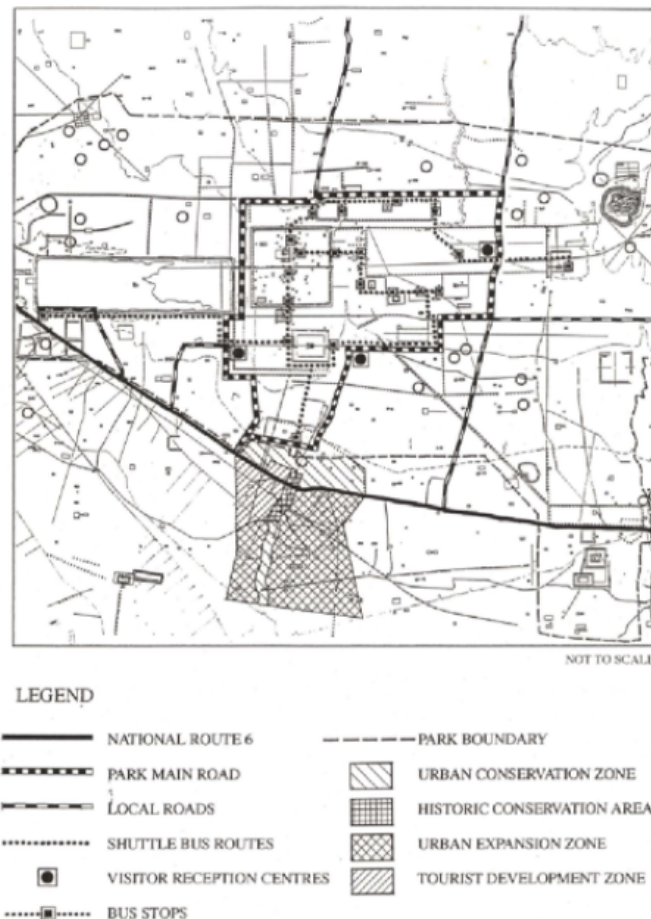 NOT TO SCALE
LEGEND
NATIONAL ROUTE 6
PARK MAIN ROAD
LOCAL ROADS
SHUTTLE BUS ROUTES
VISITOR RECEPTION CENTRES
BUS STOPS
PARK BOUNDARY
URBAN CONSERVATION ZONE
HISTORIC CONSERVATION AREA
URBAN EXPANSION ZONE
TOURIST DEVELOPMENT ZONE